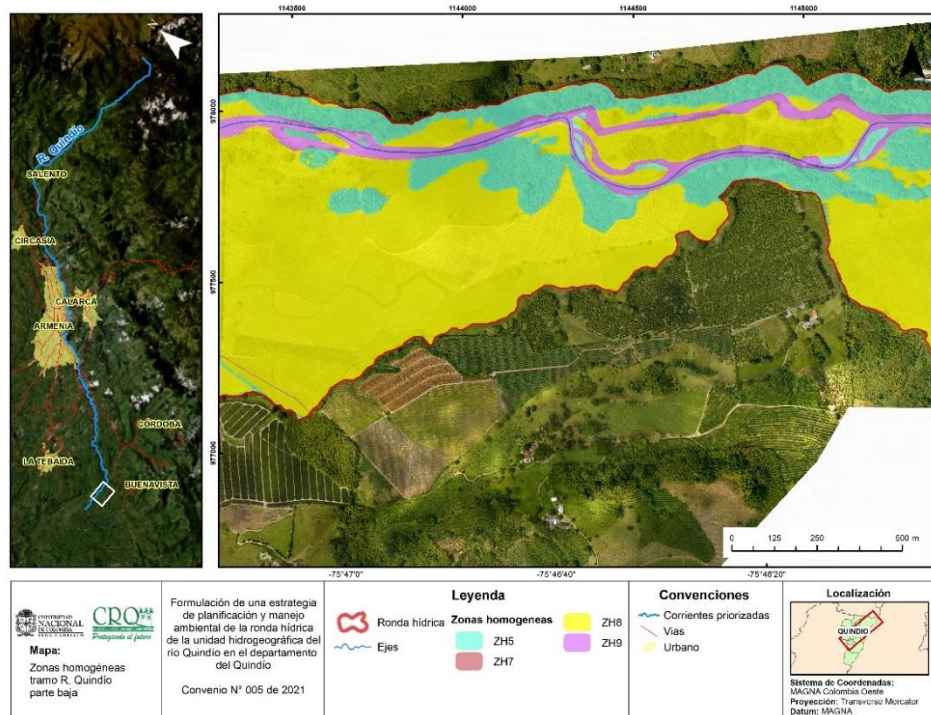 1143500
1144000
1144500
1145000
N
R. Quindío
SALENTO
CIRCASIA
CALARCA
ARMENIA
CÓRDOBA
LA TEBAIDA
BUENAVISTA
978000
977500
977000
0 125 250 500 600 m
-75°47'0"
-75°46'40"
-75°46'20"
UNIVERSIDAD
NACIONAL
DE COLOMBIA
CRQ
Protegiendo el futuro
Mapa:
Zonas homogéneas
tramo R. Quindío
parte baja
Formulación de una estrategia
de planificación y manejo
ambiental de la ronda hídrica
de la unidad hidrogeográfica del
río Quindio en el departamento
del Quindío
Convenio N° 005 de 2021
Leyenda
Ronda hídrica
Ejes
Zonas homogeneas
ZH5
ZH7
ZH8
ZH9
Convenciones
Corrientes priorizadas
Vias
Urbano
Localización
QUINDIO
Sistema de Coordenadas:
MAGNA Colombia Oeste
Proyección: Transverse Mercator
Datum: MAGNA